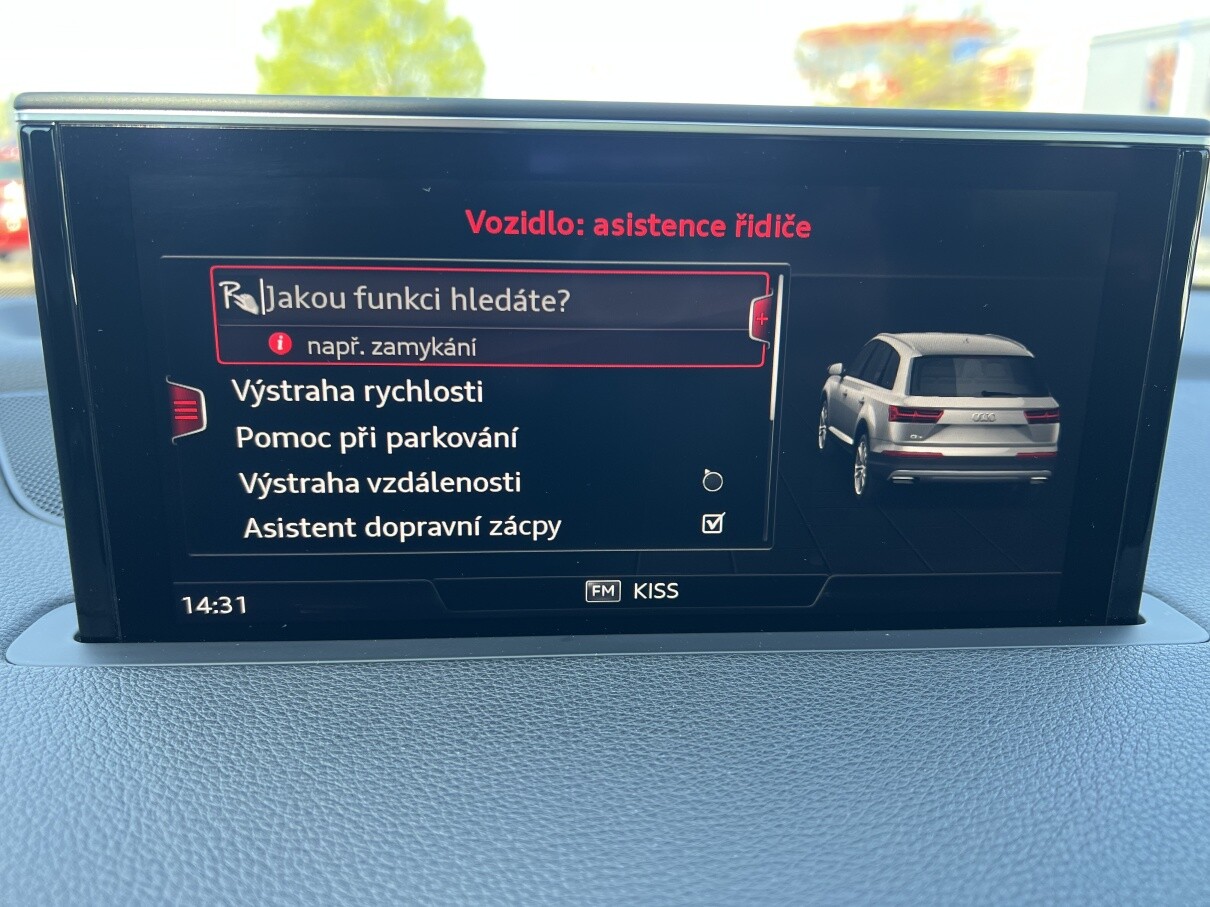 Vozidlo: asistence řidiče
Jakou funkci hledáte?
např. zamykání
Výstraha rychlosti
Pomoc při parkování
Výstraha vzdálenosti
Asistent dopravní zácpy
FM KISS
14:31